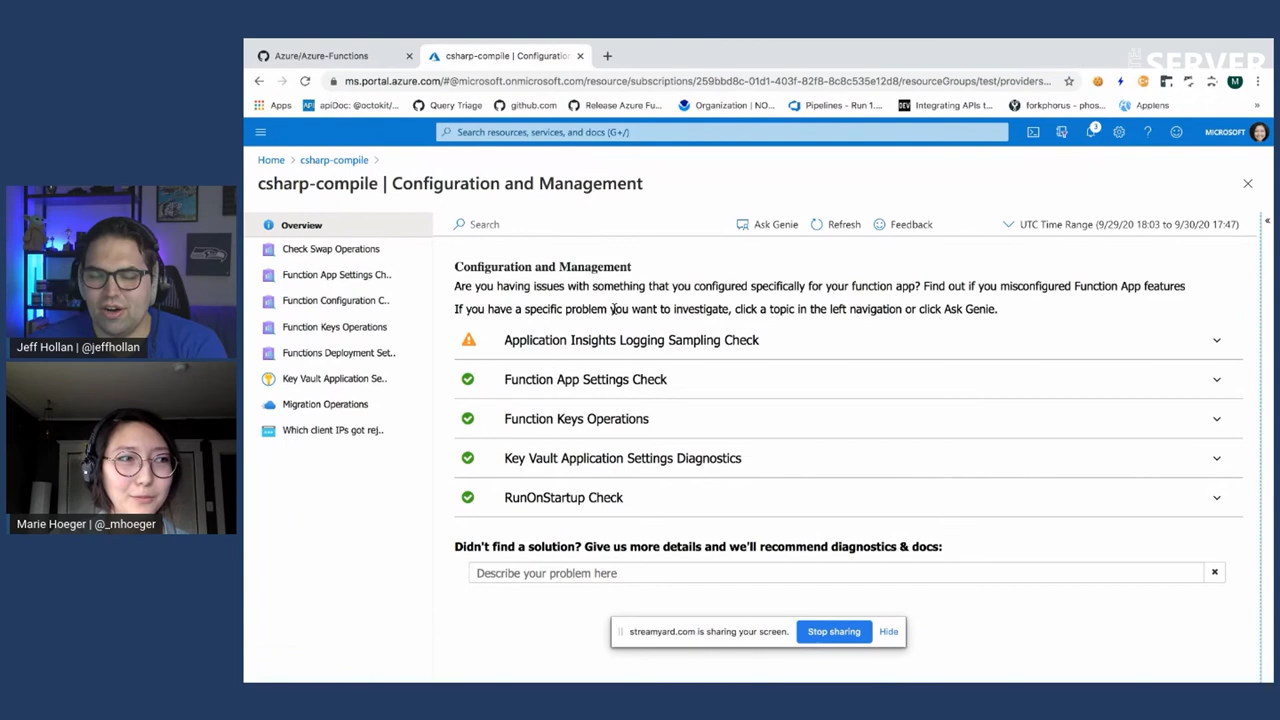 Azure/Azure-Functions
csharp-compile | Configuratio
SERVER
ms.portal.azure.com/#@microsoft.onmicrosoft.com/resource/subscriptions/259bbd8c-01d1-403f-82f8-8c8c535e12d8/resourceGroups/test/providers...
M
Apps
API
apiDoc: @octokit/...
Query Triage
github.com
Release Azure Fu...
Organization | NO...
Pipelines - Run 1....
DEV
Integrating APIs t...
forkphorus - phos...
Applens
»
Search resources, services, and docs (G+/)
3
MICROSOFT
Home > csharp-compile >
csharp-compile | Configuration and Management
Overview
Check Swap Operations
Function App Settings Ch..
Function Configuration C..
Function Keys Operations
Functions Deployment Set..
Key Vault Application Se..
Migration Operations
Which client IPs got rej..
Search
Ask Genie
Refresh
Feedback
UTC Time Range (9/29/20 18:03 to 9/30/20 17:47)
«
Configuration and Management
Are you having issues with something that you configured specifically for your function app? Find out if you misconfigured Function App features
If you have a specific problem you want to investigate, click a topic in the left navigation or click Ask Genie.
Application Insights Logging Sampling Check
Function App Settings Check
Function Keys Operations
Key Vault Application Settings Diagnostics
RunOnStartup Check
Didn't find a solution? Give us more details and we'll recommend diagnostics & docs:
Describe your problem here
streamyard.com is sharing your screen.
Stop sharing
Hide
Jeff Hollan | @jeffhollan
Marie Hoeger | @_mhoeger